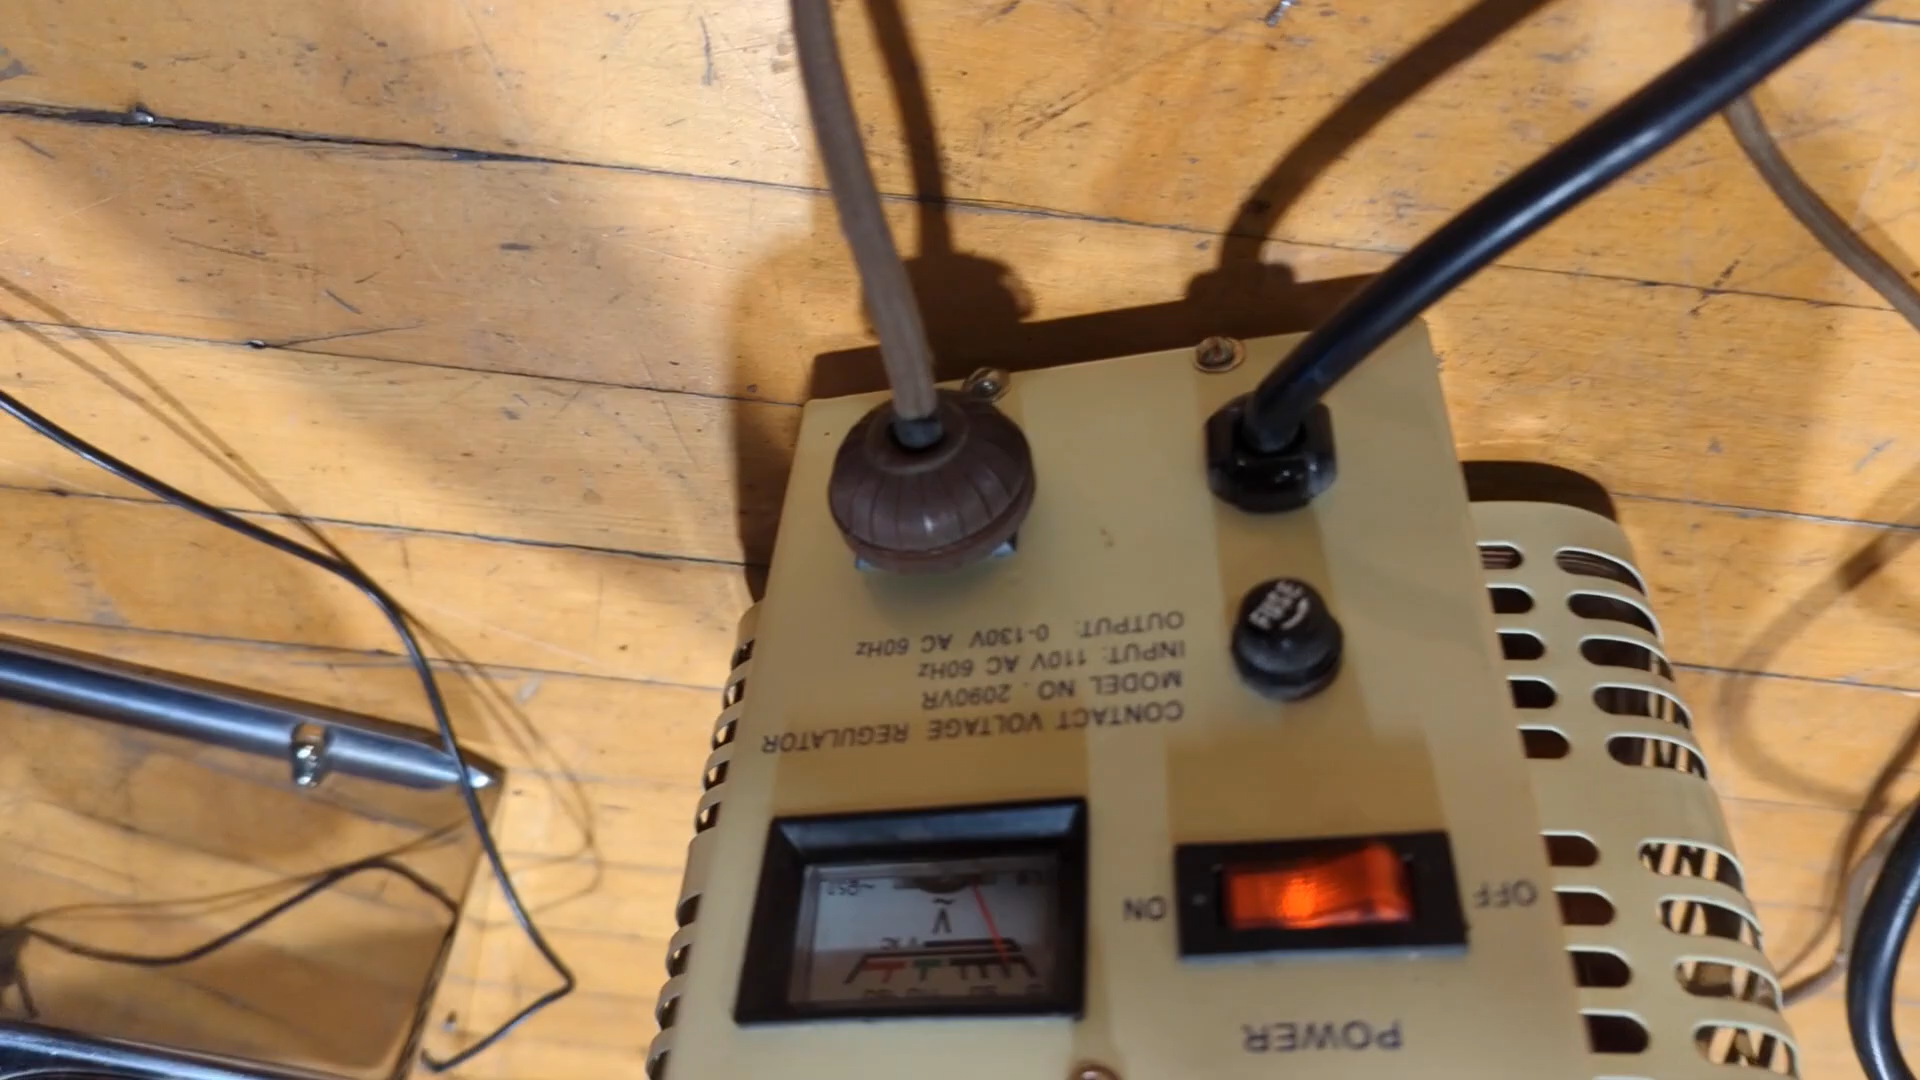 POWER
OFF
ON
V
~
CONTACT VOLTAGE REGULATOR
MODEL NO. 2090VR
INPUT: 110V AC 60Hz
OUTPUT: 0-130V AC 60Hz
FUSE